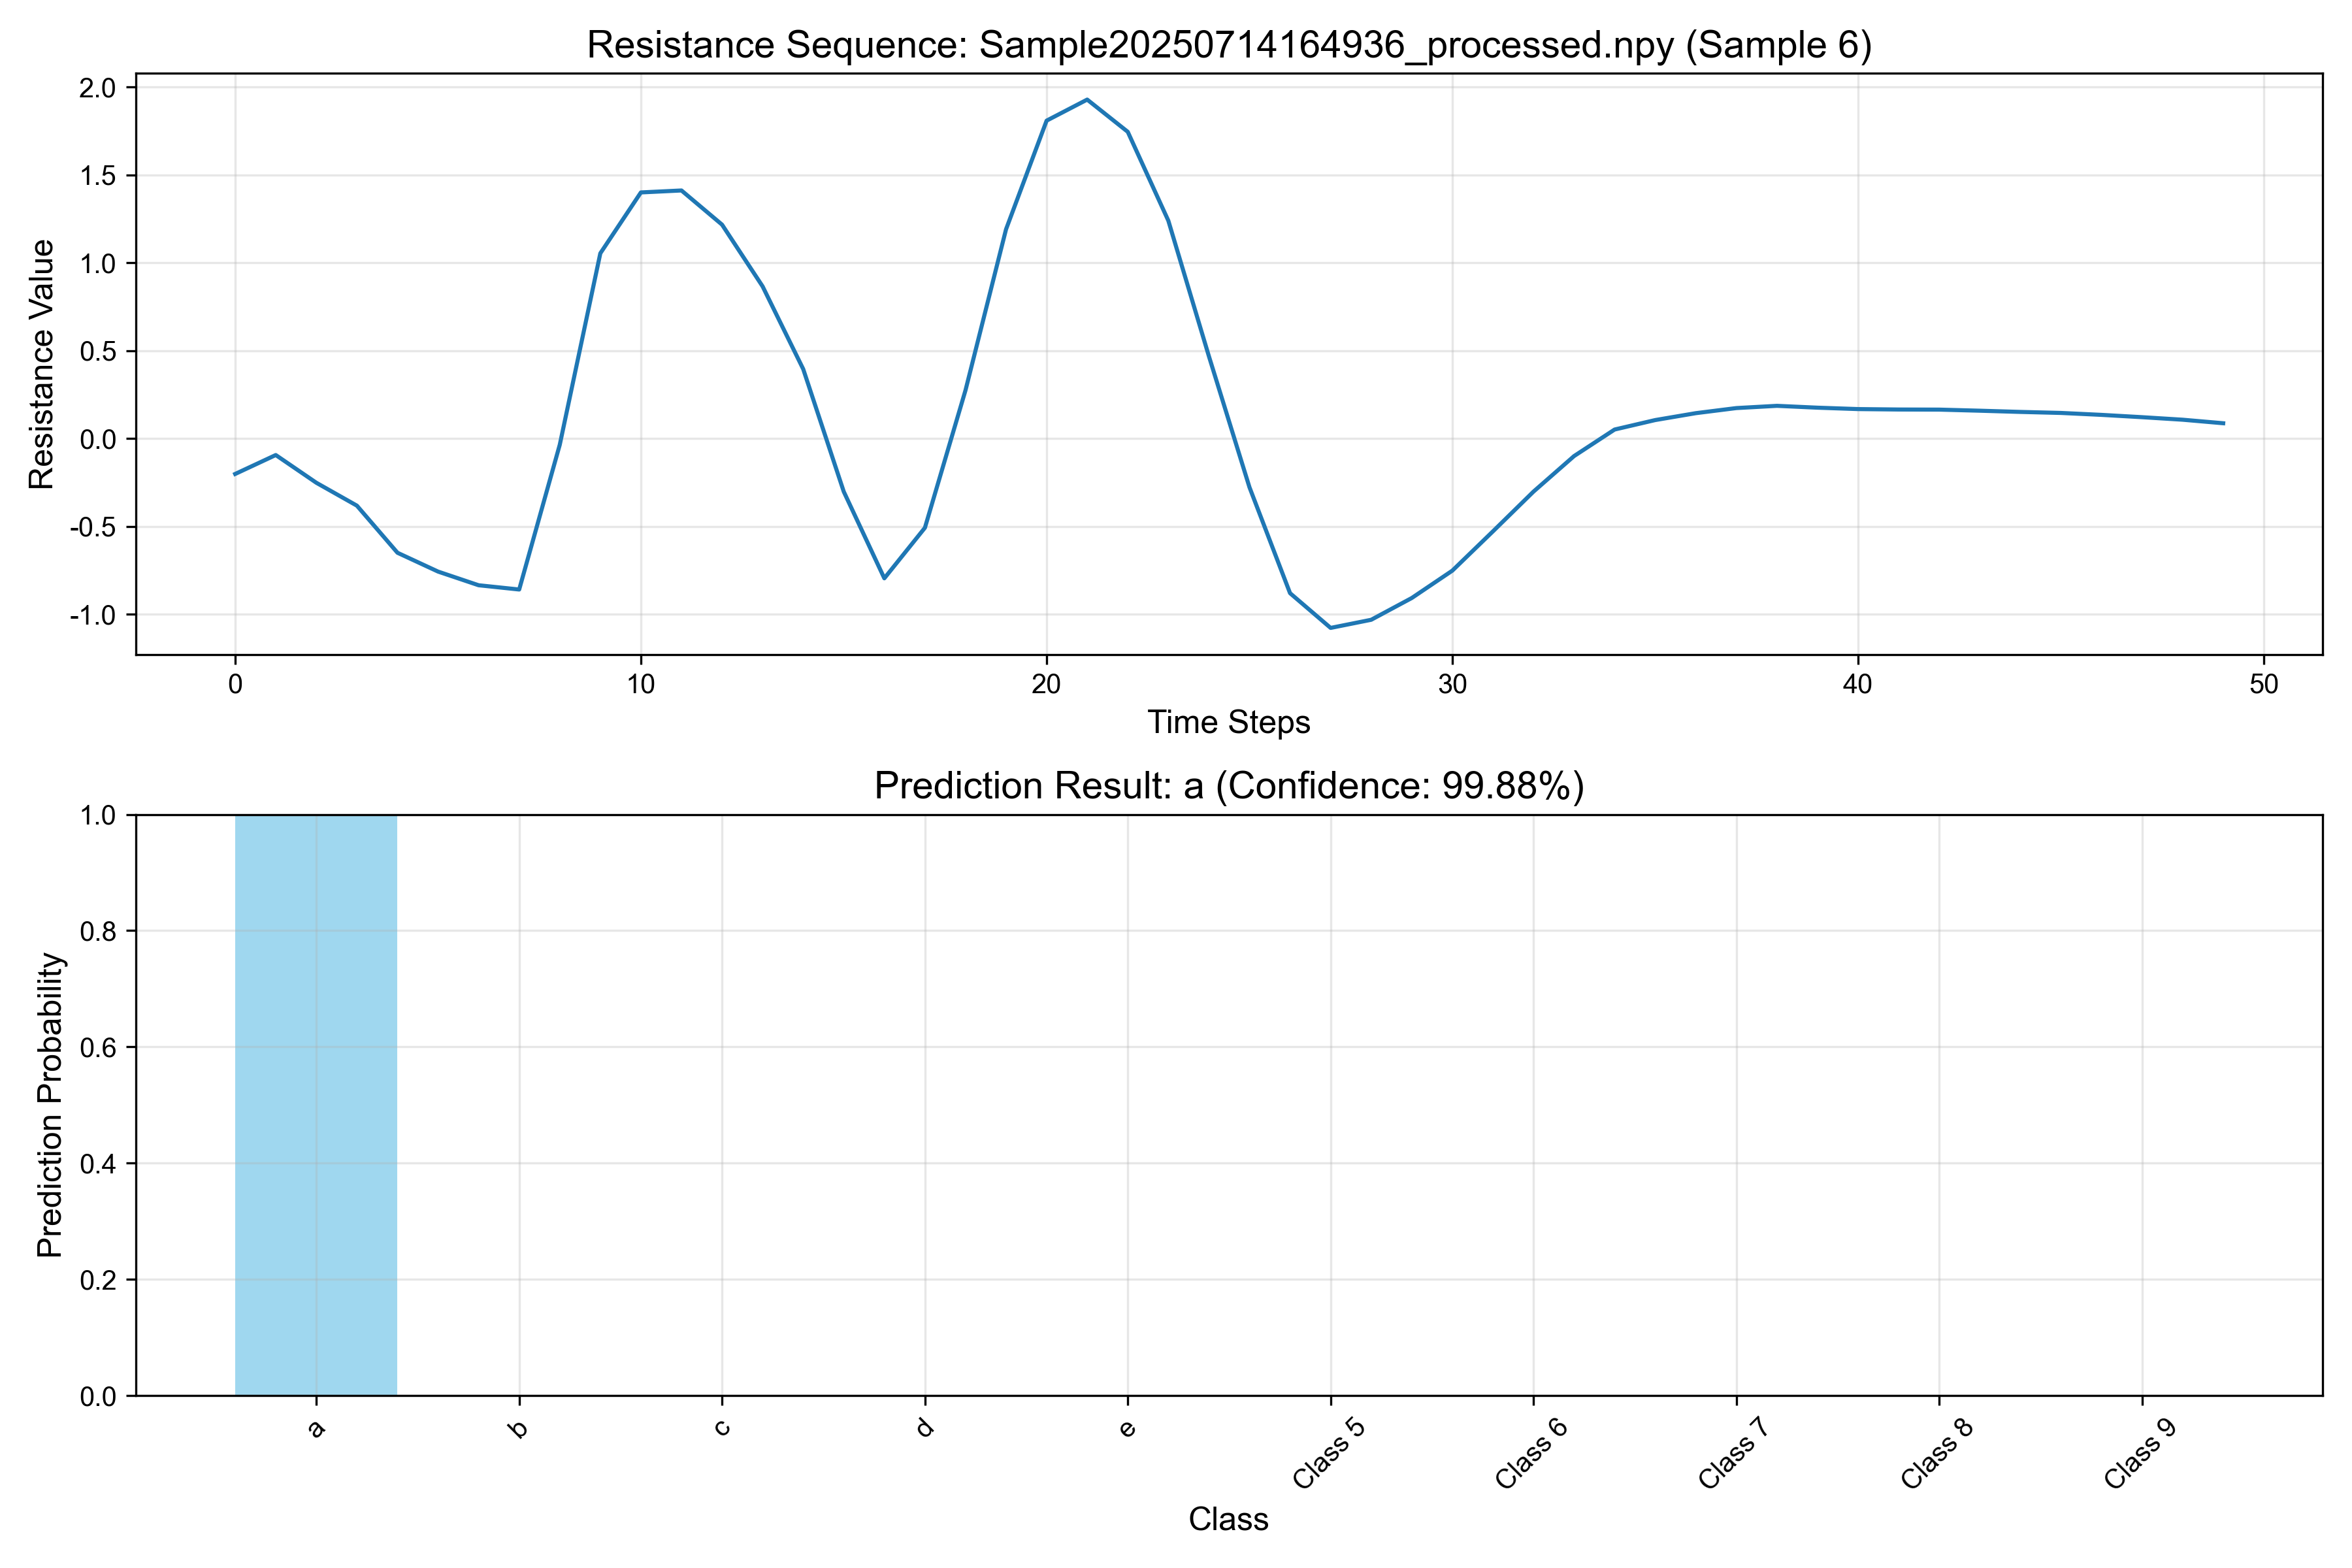 Resistance Sequence: Sample20250714164936_processed.npy (Sample 6)
2.0
1.5
1.0
0.5
0.0
-0.5
-1.0
Resistance Value
0 10 20 30 40 50
Time Steps
Prediction Result: a (Confidence: 99.88%)
1.0
0.8
0.6
0.4
0.2
0.0
Prediction Probability
a b c d e Class 5 Class 6 Class 7 Class 8 Class 9
Class